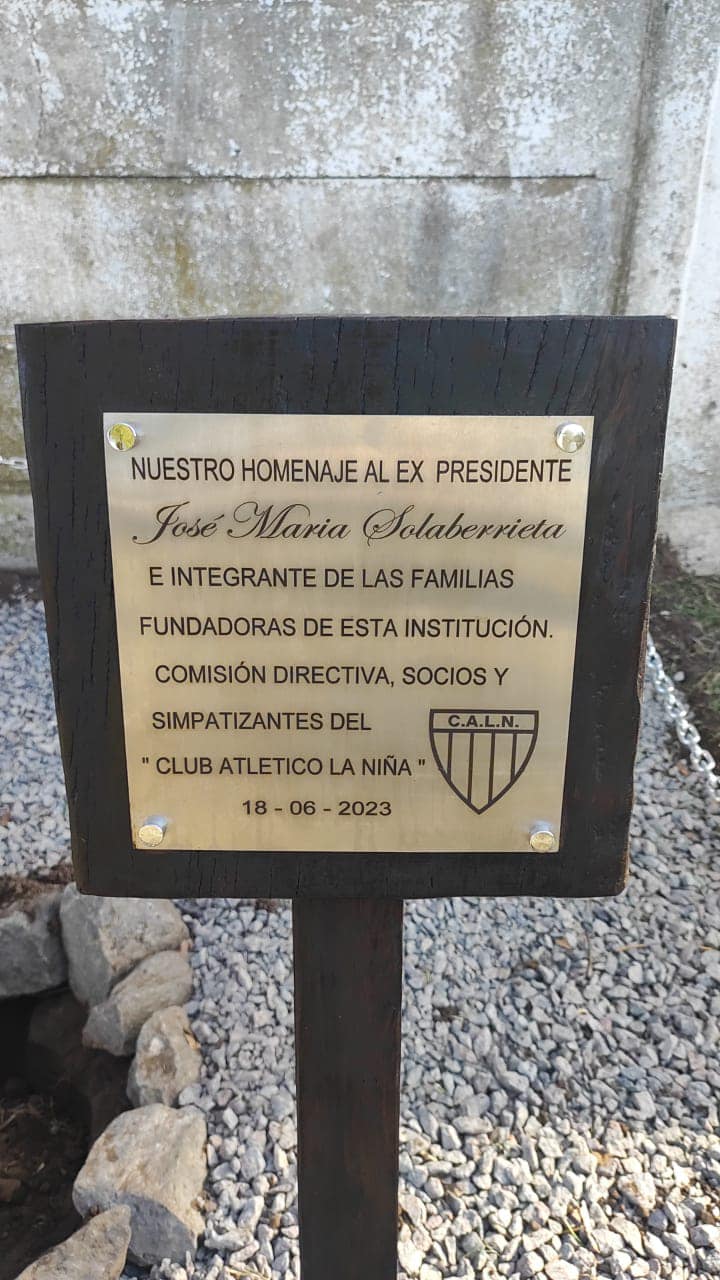 NUESTRO HOMENAJE AL EX PRESIDENTE
José Maria Solaberrieta
E INTEGRANTE DE LAS FAMILIAS
FUNDADORAS DE ESTA INSTITUCIÓN.
COMISIÓN DIRECTIVA, SOCIOS Y
SIMPATIZANTES DEL
" CLUB ATLETICO LA NIÑA "
C.A.L.N.
18 - 06 - 2023